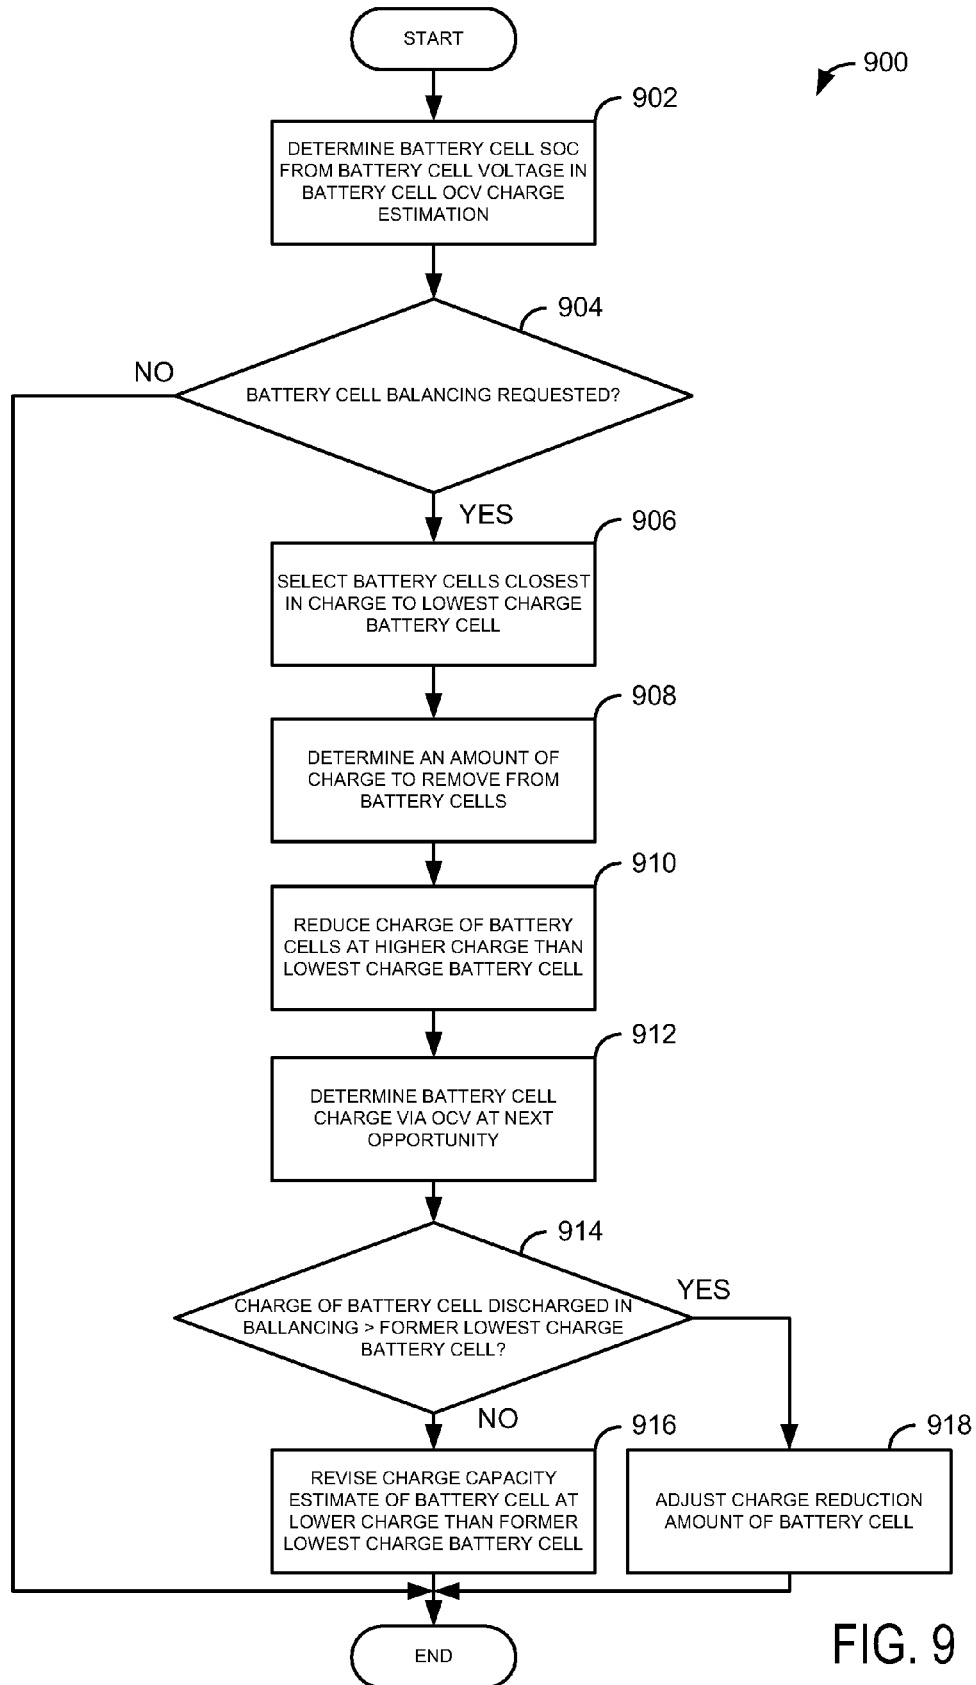 START
900
902
DETERMINE BATTERY CELL SOC
FROM BATTERY CELL VOLTAGE IN
BATTERY CELL OCV CHARGE
ESTIMATION
904
NO
BATTERY CELL BALANCING REQUESTED?
YES
906
SELECT BATTERY CELLS CLOSEST
IN CHARGE TO LOWEST CHARGE
BATTERY CELL
908
DETERMINE AN AMOUNT OF
CHARGE TO REMOVE FROM
BATTERY CELLS
910
REDUCE CHARGE OF BATTERY
CELLS AT HIGHER CHARGE THAN
LOWEST CHARGE BATTERY CELL
912
DETERMINE BATTERY CELL
CHARGE VIA OCV AT NEXT
OPPORTUNITY
914
YES
CHARGE OF BATTERY CELL DISCHARGED IN
BALLANCING > FORMER LOWEST CHARGE
BATTERY CELL?
NO
916
REVISE CHARGE CAPACITY
ESTIMATE OF BATTERY CELL AT
LOWER CHARGE THAN FORMER
LOWEST CHARGE BATTERY CELL
918
ADJUST CHARGE REDUCTION
AMOUNT OF BATTERY CELL
END
FIG. 9